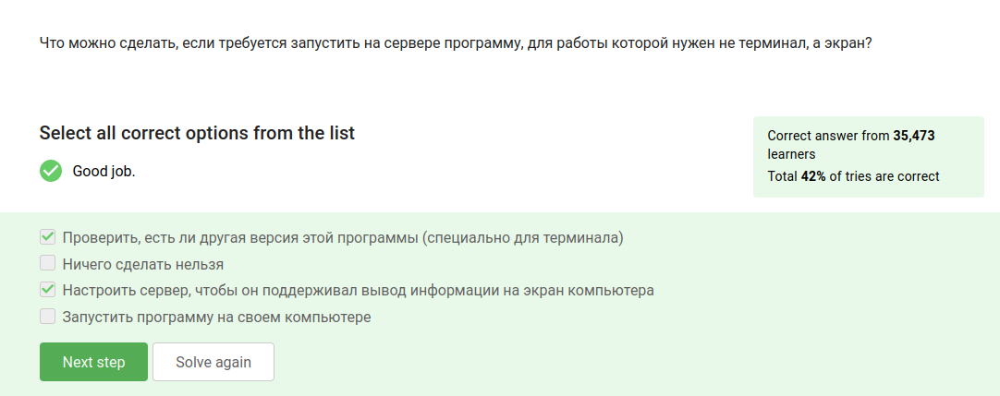 Что можно сделать, если требуется запустить на сервере программу, для работы которой нужен не терминал, а экран?
Select all correct options from the list
Good job.
Correct answer from 35,473
learners
Total 42% of tries are correct
Проверить, есть ли другая версия этой программы (специально для терминала)
Ничего сделать нельзя
Настроить сервер, чтобы он поддерживал вывод информации на экран компьютера
Запустить программу на своем компьютере
Next step
Solve again